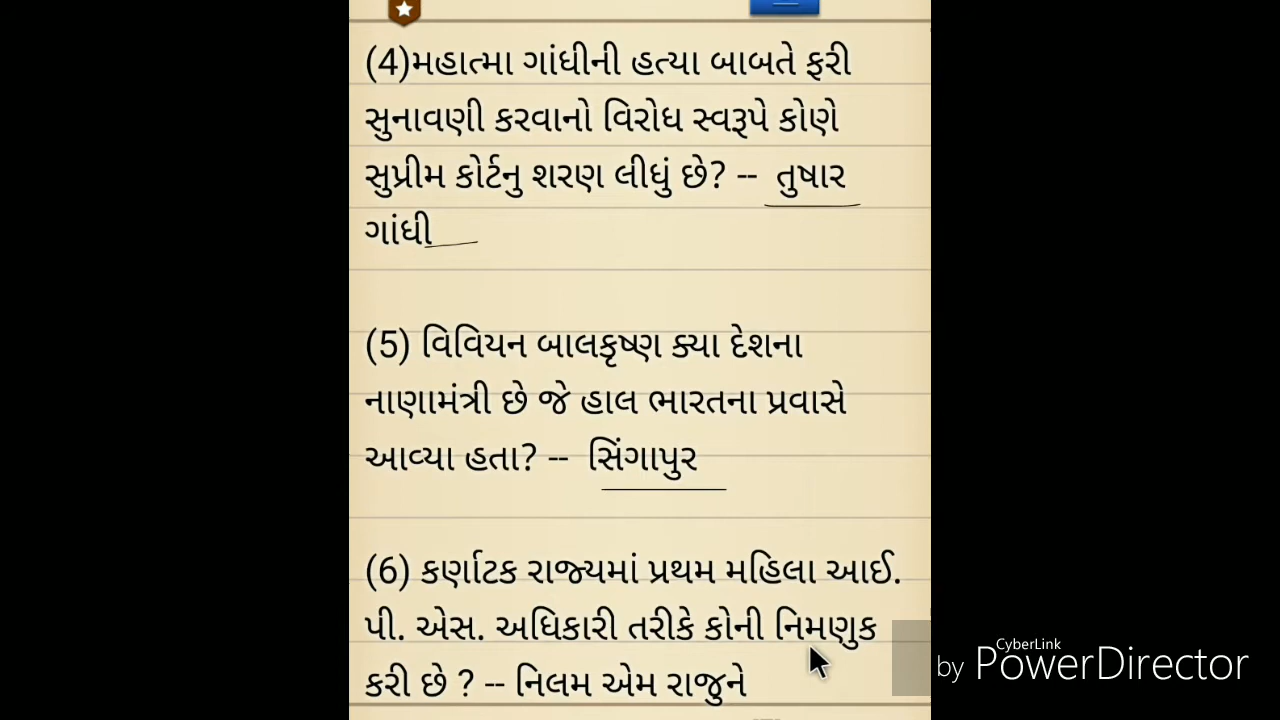 (4)મહાત્મા ગાંધીની હત્યા બાબતે ફરી
સુનાવણી કરવાનો વિરોધ સ્વરૂપે કોણે
સુપ્રીમ કોર્ટનુ શરણ લીધું છે? -- તુષાર
ગાંધી
(5) વિવિયન બાલકૃષ્ણ ક્યા દેશના
નાણામંત્રી છે જે હાલ ભારતના પ્રવાસે
આવ્યા હતા? -- સિંગાપુર
(6) કર્ણાટક રાજ્યમાં પ્રથમ મહિલા આઈ.
પી. એસ. અધિકારી તરીકે કોની નિમણુક
કરી છે ? -- નિલમ એમ રાજુને
CyberLink
by PowerDirector